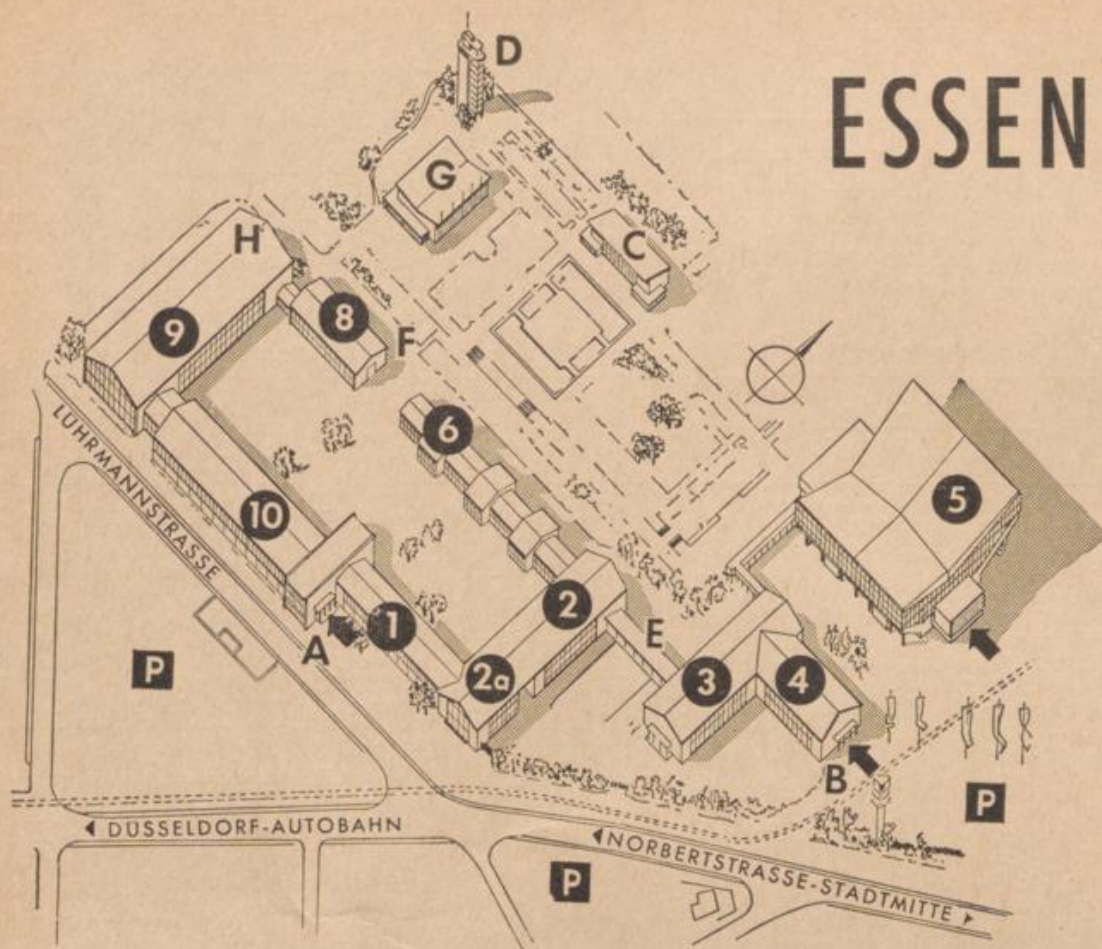 ESSEN
D
G
C
H
9
8
F
6
5
LÜHRMANNSTRASSE
10
2
A
1
E
2a
3
4
P
B
P
◄ DÜSSELDORF-AUTOBAHN
◄NORBERTSTRASSE-STADTMITTE ►
P